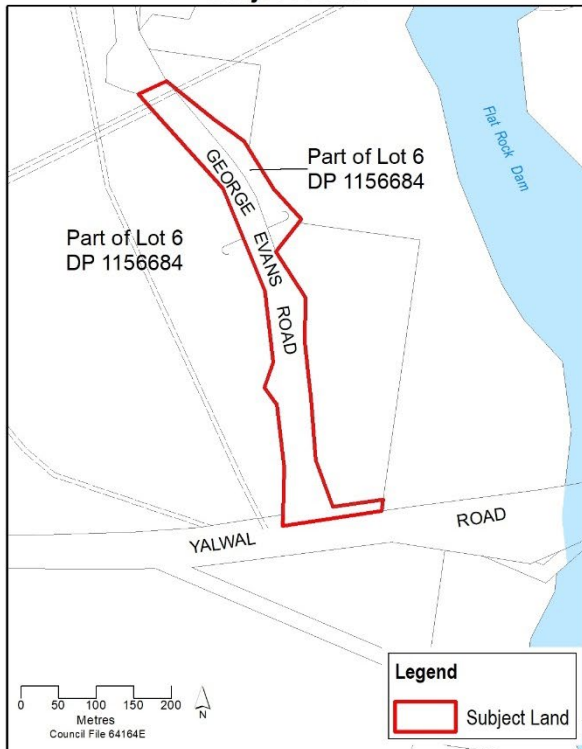 Flat Rock Dam
Part of Lot 6
DP 1156684
GEORGE EVANS ROAD
Part of Lot 6
DP 1156684
YALWAL ROAD
Legend
Subject Land
0 50 100 150 200
Metres
Council File 64164E
N